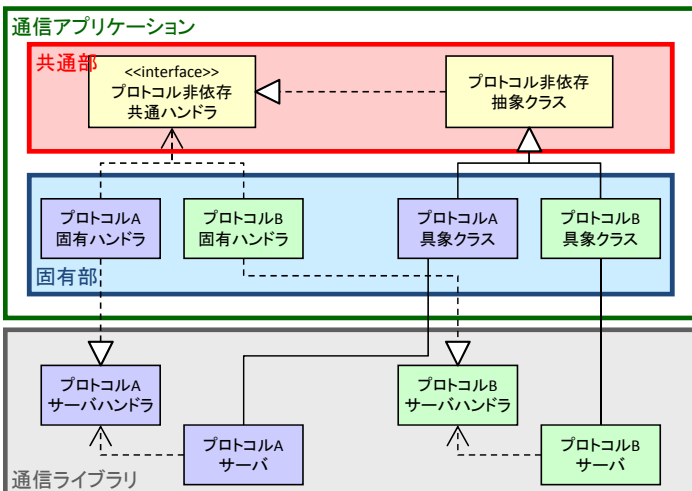 通信アプリケーション
共通部
<<interface>>
プロトコル非依存
共通ハンドラ
プロトコル非依存
抽象クラス
プロトコルA
固有ハンドラ
プロトコルB
固有ハンドラ
プロトコルA
具象クラス
プロトコルB
具象クラス
固有部
プロトコルA
サーバハンドラ
プロトコルB
サーバハンドラ
プロトコルA
サーバ
プロトコルB
サーバ
通信ライブラリ